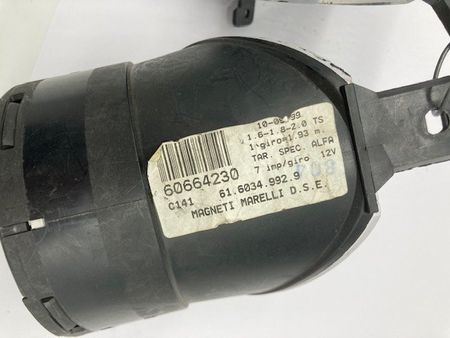 10-05/99
1.6-1.8-2.0 TS
1 giro=1.93 m.
TAR. SPEC. ALFA
7 imp/giro 12V
60664230
C141 61.6034.992.9
MAGNETI MARELLI D.S.E.